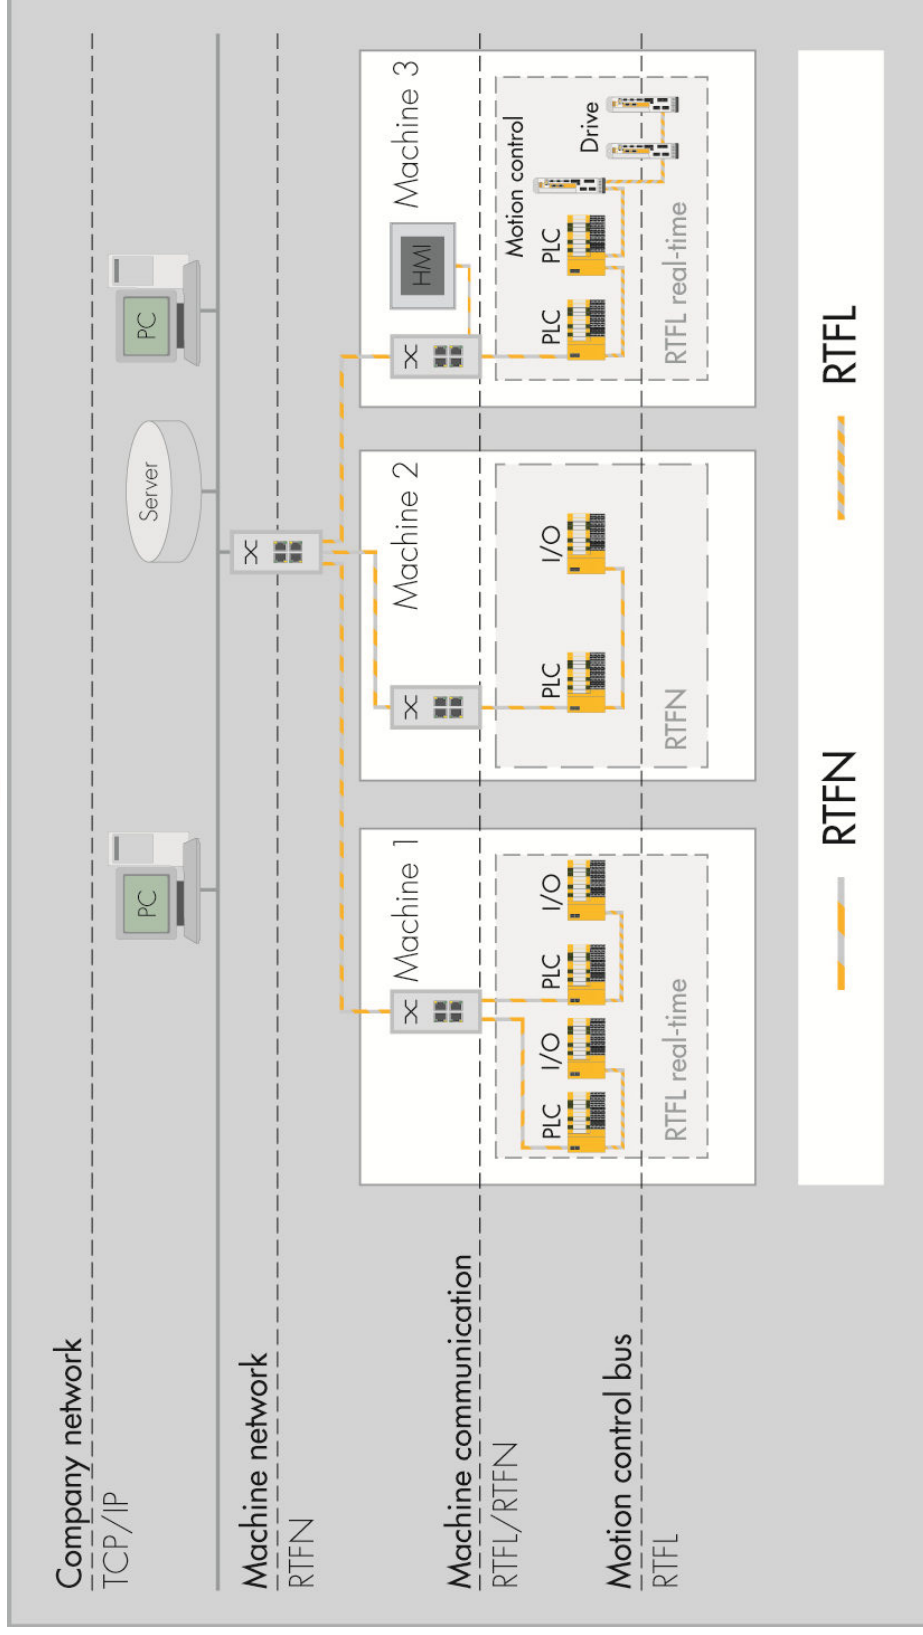 Company network
TCP/IP
PC
Server
PC
Machine network
RTFN
Machine 1
Machine 2
Machine 3
HMI
Machine communication
RTFL/RTFN
PLC
I/O
PLC
I/O
RTFL real-time
PLC
I/O
RTFN
PLC
PLC
Motion control
Drive
RTFL real-time
Motion control bus
RTFL
RTFN
RTFL